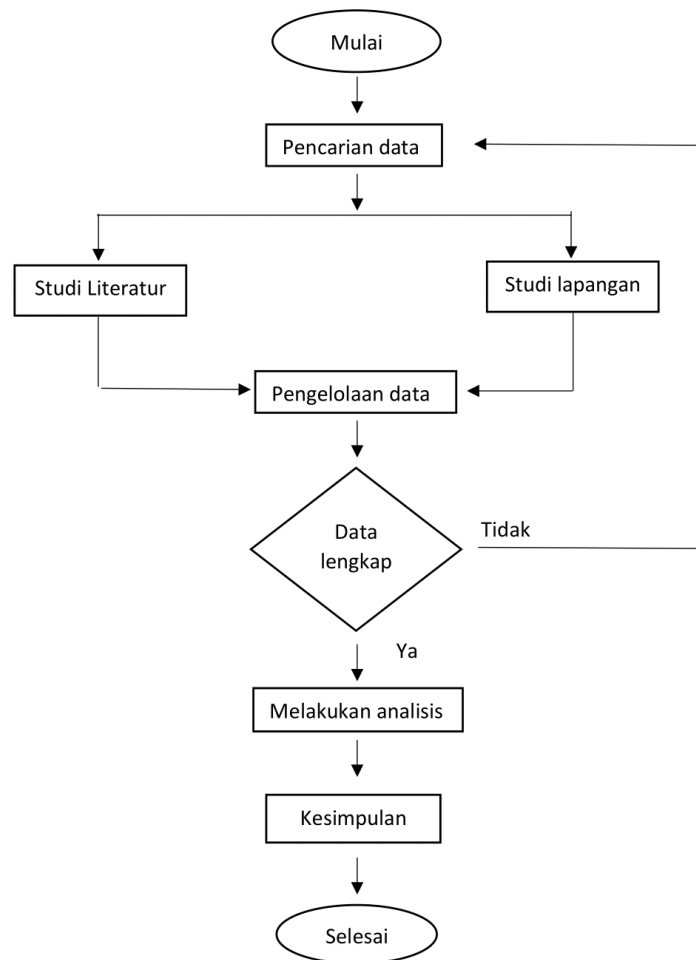 Mulai
Pencarian data
Studi Literatur
Studi lapangan
Pengelolaan data
Data
lengkap
Tidak
Ya
Melakukan analisis
Kesimpulan
Selesai